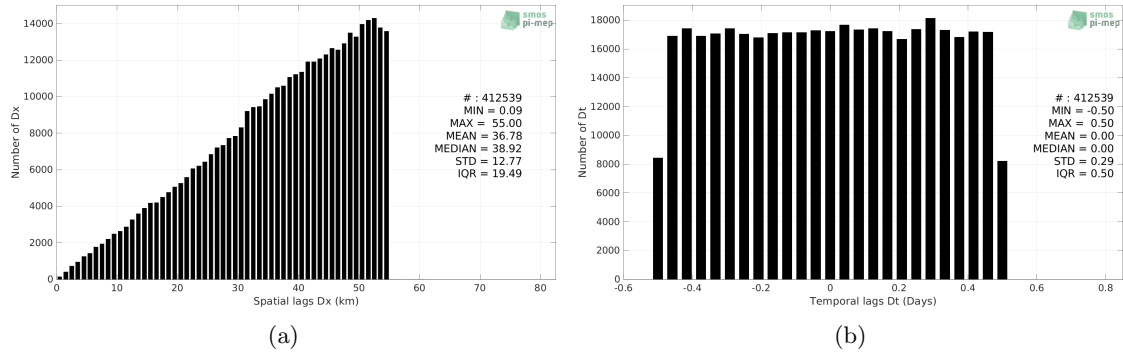 14000
12000
10000
8000
6000
4000
2000
0
Number of Dx
0 10 20 30 40 50 60 70 80
Spatial lags Dx (km)
smos
pi-mep
# : 412539
MIN = 0.09
MAX = 55.00
MEAN = 36.78
MEDIAN = 38.92
STD = 12.77
IQR = 19.49
(a)
18000
16000
14000
12000
10000
8000
6000
4000
2000
0
Number of Dt
-0.6 -0.4 -0.2 0 0.2 0.4 0.6 0.8
Temporal lags Dt (Days)
smos
pi-mep
# : 412539
MIN = -0.50
MAX = 0.50
MEAN = 0.00
MEDIAN = 0.00
STD = 0.29
IQR = 0.50
(b)